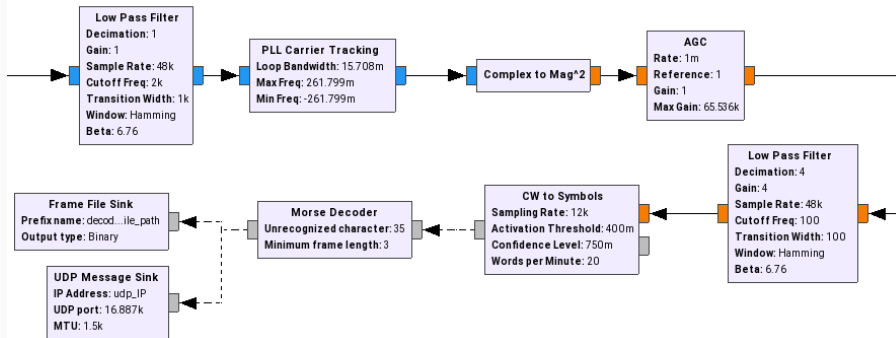 Low Pass Filter
Decimation: 1
Gain: 1
Sample Rate: 48k
Cutoff Freq: 2k
Transition Width: 1k
Window: Hamming
Beta: 6.76
PLL Carrier Tracking
Loop Bandwidth: 15.708m
Max Freq: 261.799m
Min Freq: -261.799m
Complex to Mag^2
AGC
Rate: 1m
Reference: 1
Gain: 1
Max Gain: 65.536k
Frame File Sink
Prefix name: decod...ile_path
Output type: Binary
UDP Message Sink
IP Address: udp_IP
UDP port: 16.887k
MTU: 1.5k
Morse Decoder
Unrecognized character: 35
Minimum frame length: 3
CW to Symbols
Sampling Rate: 12k
Activation Threshold: 400m
Confidence Level: 750m
Words per Minute: 20
Low Pass Filter
Decimation: 4
Gain: 4
Sample Rate: 48k
Cutoff Freq: 100
Transition Width: 100
Window: Hamming
Beta: 6.76